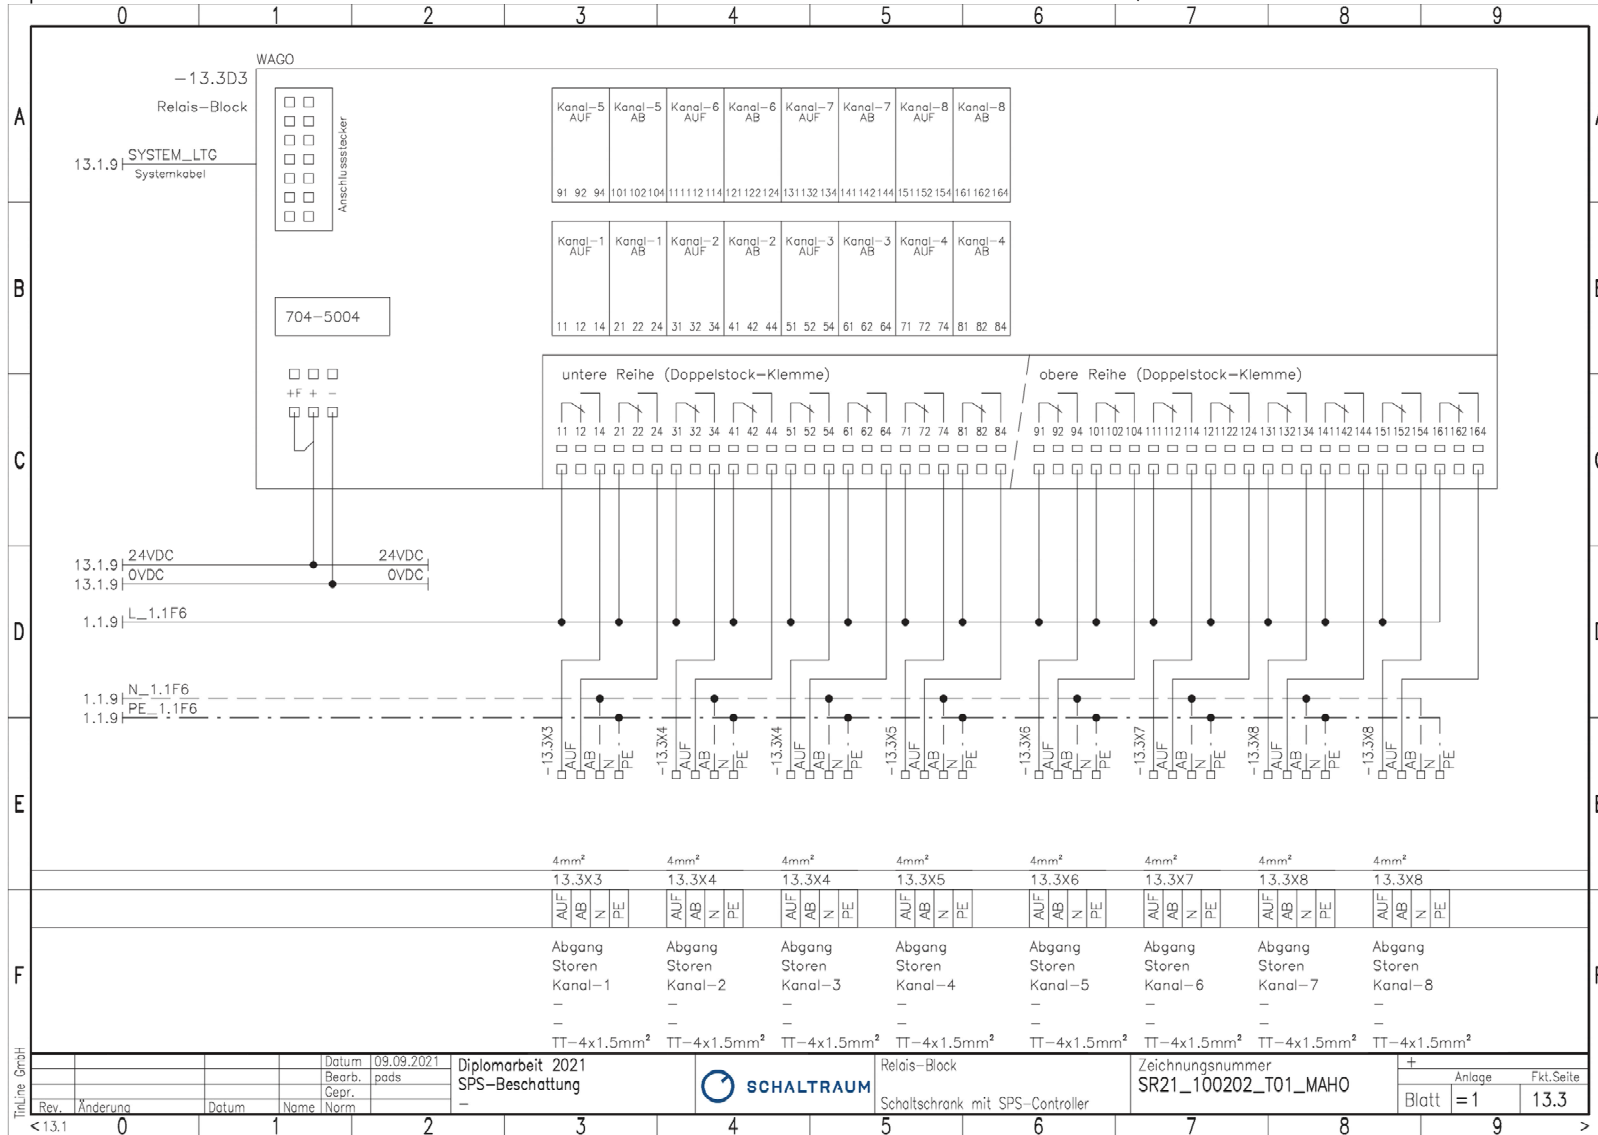 0 1 2 3 4 5 6 7 8 9
WAGO
-13.3D3
Relais-Block
A
13.1.9 SYSTEM_LTG
Systemkabel
Anschlussstecker
Kanal-5 AUF Kanal-5 AB Kanal-6 AUF Kanal-6 AB Kanal-7 AUF Kanal-7 AB Kanal-8 AUF Kanal-8 AB
91 92 94 101 102 104 111 112 114 121 122 124 131 132 134 141 142 144 151 152 154 161 162 164
Kanal-1 AUF Kanal-1 AB Kanal-2 AUF Kanal-2 AB Kanal-3 AUF Kanal-3 AB Kanal-4 AUF Kanal-4 AB
B
704-5004
11 12 14 21 22 24 31 32 34 41 42 44 51 52 54 61 62 64 71 72 74 81 82 84
untere Reihe (Doppelstock-Klemme) obere Reihe (Doppelstock-Klemme)
+F + -
11 12 14 21 22 24 31 32 34 41 42 44 51 52 54 61 62 64 71 72 74 81 82 84 91 92 94 101 102 104 111 112 114 121 122 124 131 132 134 141 142 144 151 152 154 161 162 164
C
13.1.9 24VDC 24VDC
13.1.9 0VDC 0VDC
1.1.9 L_1.1F6
D
1.1.9 N_1.1F6
1.1.9 PE_1.1F6
-13.3X3 AUF AB N PE -13.3X4 AUF AB N PE -13.3X4 AUF AB N PE -13.3X5 AUF AB N PE -13.3X6 AUF AB N PE -13.3X7 AUF AB N PE -13.3X8 AUF AB N PE -13.3X8 AUF AB N PE
E
4mm² 4mm² 4mm² 4mm² 4mm² 4mm² 4mm² 4mm²
13.3X3 13.3X4 13.3X4 13.3X5 13.3X6 13.3X7 13.3X8 13.3X8
AUF AB N PE AUF AB N PE AUF AB N PE AUF AB N PE AUF AB N PE AUF AB N PE AUF AB N PE AUF AB N PE
Abgang Abgang Abgang Abgang Abgang Abgang Abgang Abgang
F
Storen Storen Storen Storen Storen Storen Storen Storen
Kanal-1 Kanal-2 Kanal-3 Kanal-4 Kanal-5 Kanal-6 Kanal-7 Kanal-8
- - - - - - - -
- - - - - - - -
TT-4x1.5mm² TT-4x1.5mm² TT-4x1.5mm² TT-4x1.5mm² TT-4x1.5mm² TT-4x1.5mm² TT-4x1.5mm² TT-4x1.5mm²
TinLine GmbH
Rev. Änderung Datum Name
Datum 09.09.2021
Bearb. pads
Gepr.
Norm
Diplomarbeit 2021
SPS-Beschattung
-
SCHALTRAUM
Relais-Block
Schaltschrank mit SPS-Controller
Zeichnungsnummer
SR21_100202_T01_MAHO
+
Anlage Fkt.Seite
Blatt =1 13.3
<13.1 0 1 2 3 4 5 6 7 8 9 >